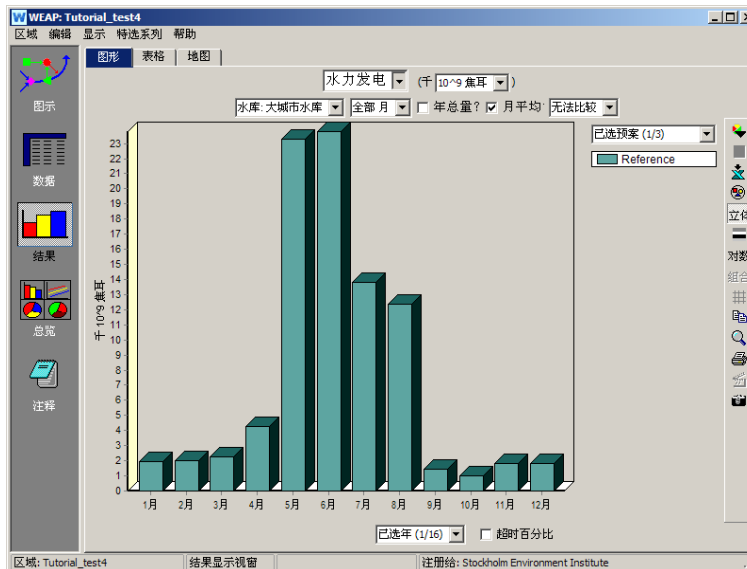 WEAP: Tutorial_test4
区域 编辑 显示 特选系列 帮助
图形 表格 地图
水力发电 (千 10^9 焦耳 )
水库: 大城市水库 全部 月 年总量? 月平均 无法比较
已选预案 (1/3)
Reference
图示
数据
结果
总览
注释
千 10^9 焦耳
23
22
21
20
19
18
17
16
15
14
13
12
11
10
9
8
7
6
5
4
3
2
1
0
1月 2月 3月 4月 5月 6月 7月 8月 9月 10月 11月 12月
已选年 (1/16) 超时百分比
对数
组合
区域: Tutorial_test4 结果显示视窗 注册给: Stockholm Environment Institute